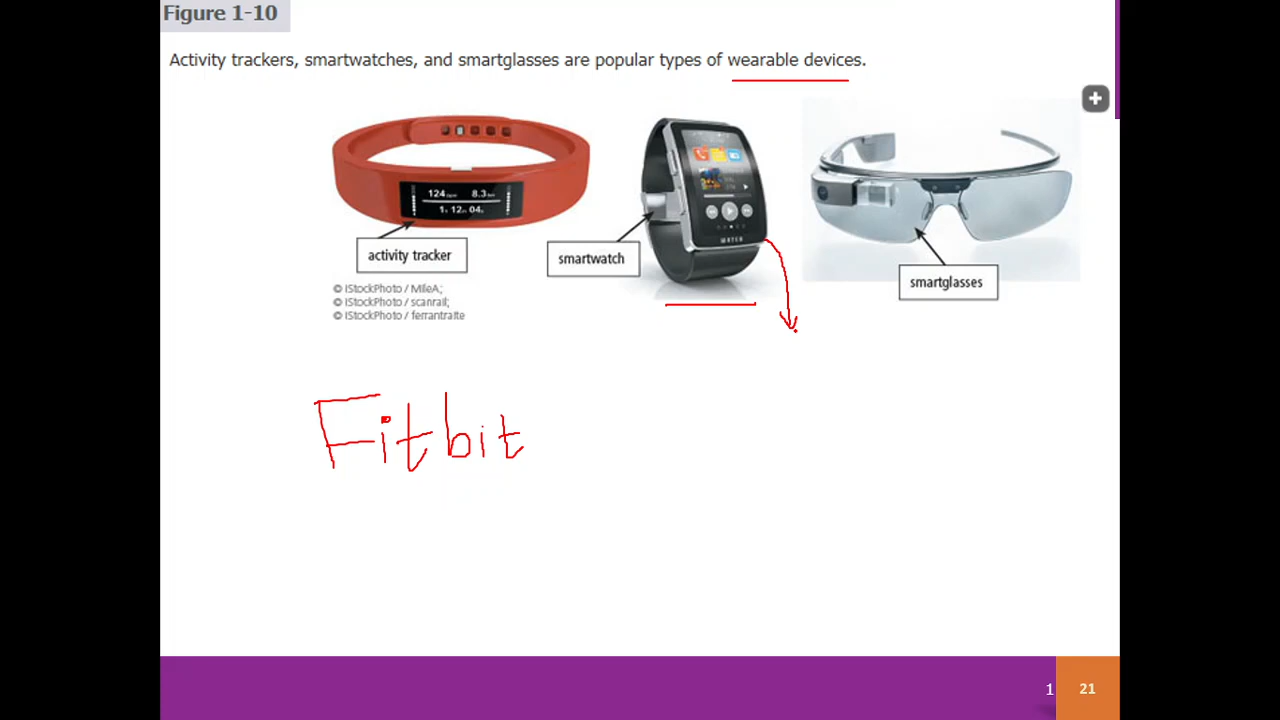 Figure 1-10
Activity trackers, smartwatches, and smartglasses are popular types of wearable devices.
124 8.3
1 12 04
activity tracker
smartwatch
smartglasses
© iStockPhoto / MileA;
© iStockPhoto / scanrail;
© iStockPhoto / ferrantraite
Fitbit
1 21